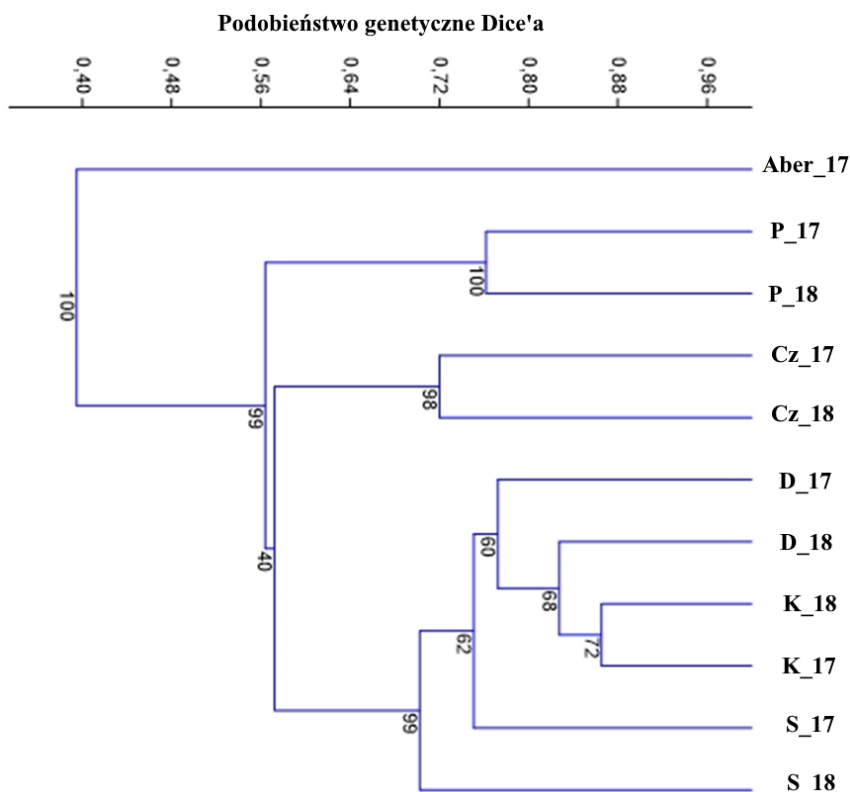 Podobieństwo genetyczne Dice'a
0,40 0,48 0,56 0,64 0,72 0,80 0,88 0,96
Aber_17
P_17
100
P_18
100
Cz_17
98
Cz_18
99
D_17
D_18
60
40
K_18
68
72
62
K_17
99
S_17
S_18